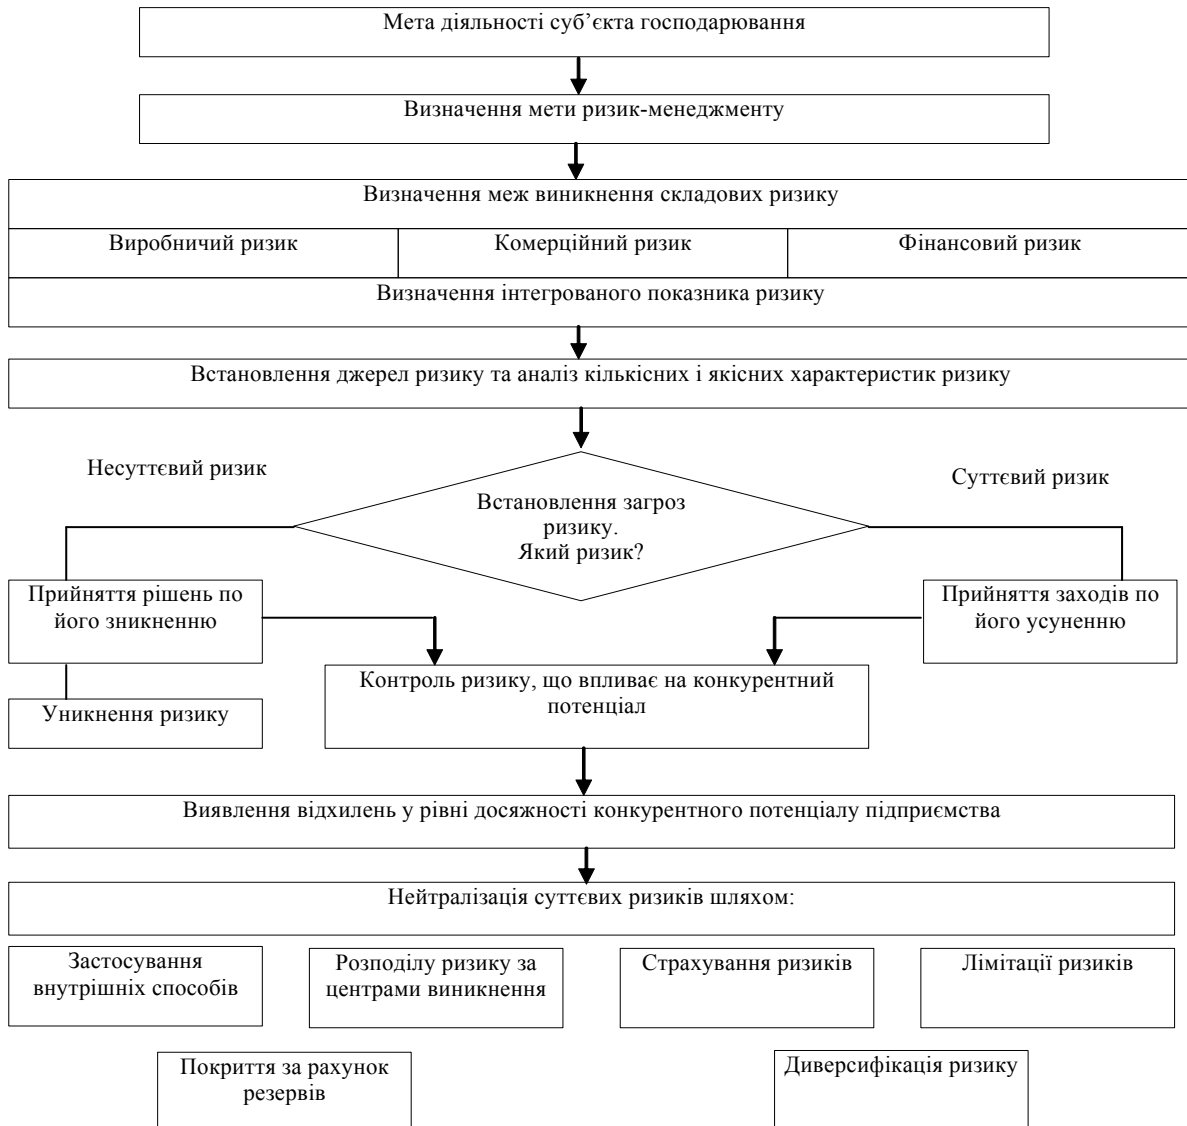 Мета діяльності суб’єкта господарювання
Визначення мети ризик-менеджменту
Визначення меж виникнення складових ризику
Виробничий ризик
Комерційний ризик
Фінансовий ризик
Визначення інтегрованого показника ризику
Встановлення джерел ризику та аналіз кількісних і якісних характеристик ризику
Несуттєвий ризик
Суттєвий ризик
Встановлення загроз
ризику.
Який ризик?
Прийняття рішень по
його зникненню
Прийняття заходів по
його усуненню
Контроль ризику, що впливає на конкурентний
потенціал
Уникнення ризику
Виявлення відхилень у рівні досяжності конкурентного потенціалу підприємства
Нейтралізація суттєвих ризиків шляхом:
Застосування
внутрішніх способів
Розподілу ризику за
центрами виникнення
Страхування ризиків
Лімітації ризиків
Покриття за рахунок
резервів
Диверсифікація ризику